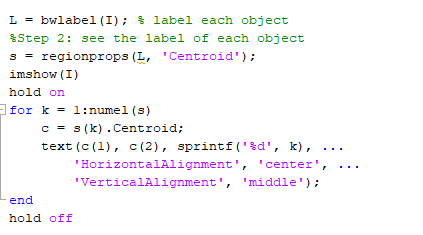 L = bwlabel(I); % label each object
%Step 2: see the label of each object
s = regionprops(L, 'Centroid');
imshow(I)
hold on
for k = 1:numel(s)
    c = s(k).Centroid;
    text(c(1), c(2), sprintf('%d', k), ...
        'HorizontalAlignment', 'center', ...
        'VerticalAlignment', 'middle');
end
hold off